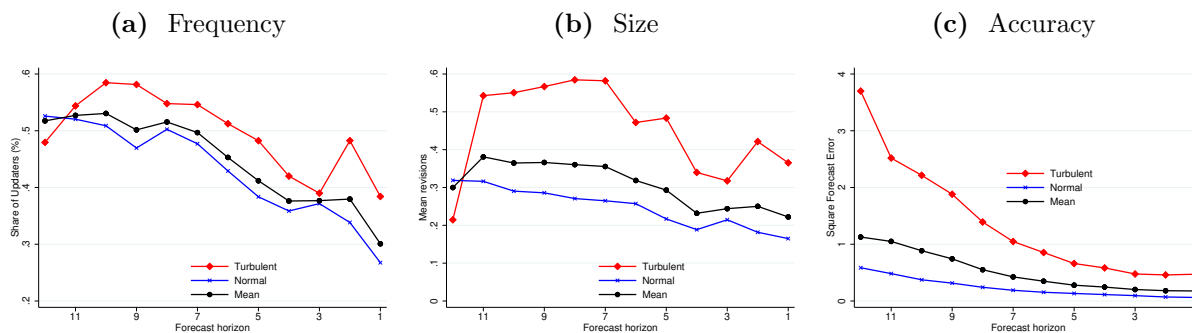 (a) Frequency
Share of Updaters (%)
.2 .3 .4 .5 .6
Turbulent
Normal
Mean
11 9 7 5 3 1
Forecast horizon
(b) Size
Mean revisions
0 .1 .2 .3 .4 .5 .6
Turbulent
Normal
Mean
11 9 7 5 3 1
Forecast horizon
(c) Accuracy
Square Forecast Error
0 1 2 3 4
Turbulent
Normal
Mean
11 9 7 5 3
Forecast horizon